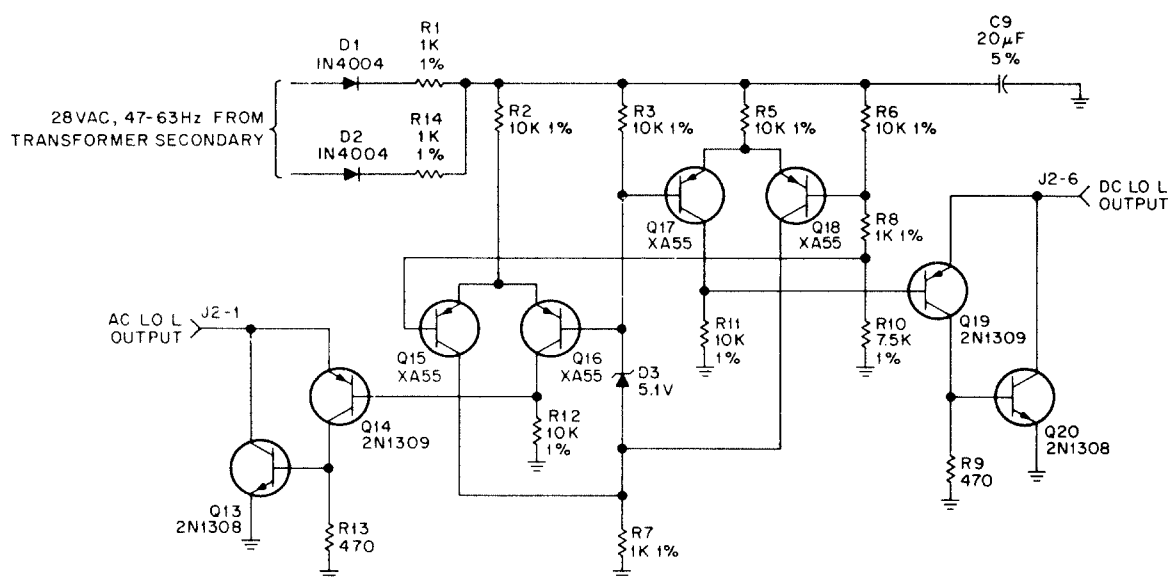 R1
1K
1%
D1
IN4004
28VAC, 47-63Hz FROM
TRANSFORMER SECONDARY
R14
1K
1%
D2
IN4004
C9
20µF
5%
R2
10K 1%
R3
10K 1%
R5
10K 1%
R6
10K 1%
Q17
XA55
Q18
XA55
R8
1K 1%
J2-6
DC LO L
OUTPUT
AC LO L
OUTPUT
J2-1
Q15
XA55
Q16
XA55
R11
10K
1%
R10
7.5K
1%
Q19
2N1309
D3
5.1V
Q14
2N1309
R12
10K
1%
Q20
2N1308
R9
470
Q13
2N1308
R13
470
R7
1K 1%